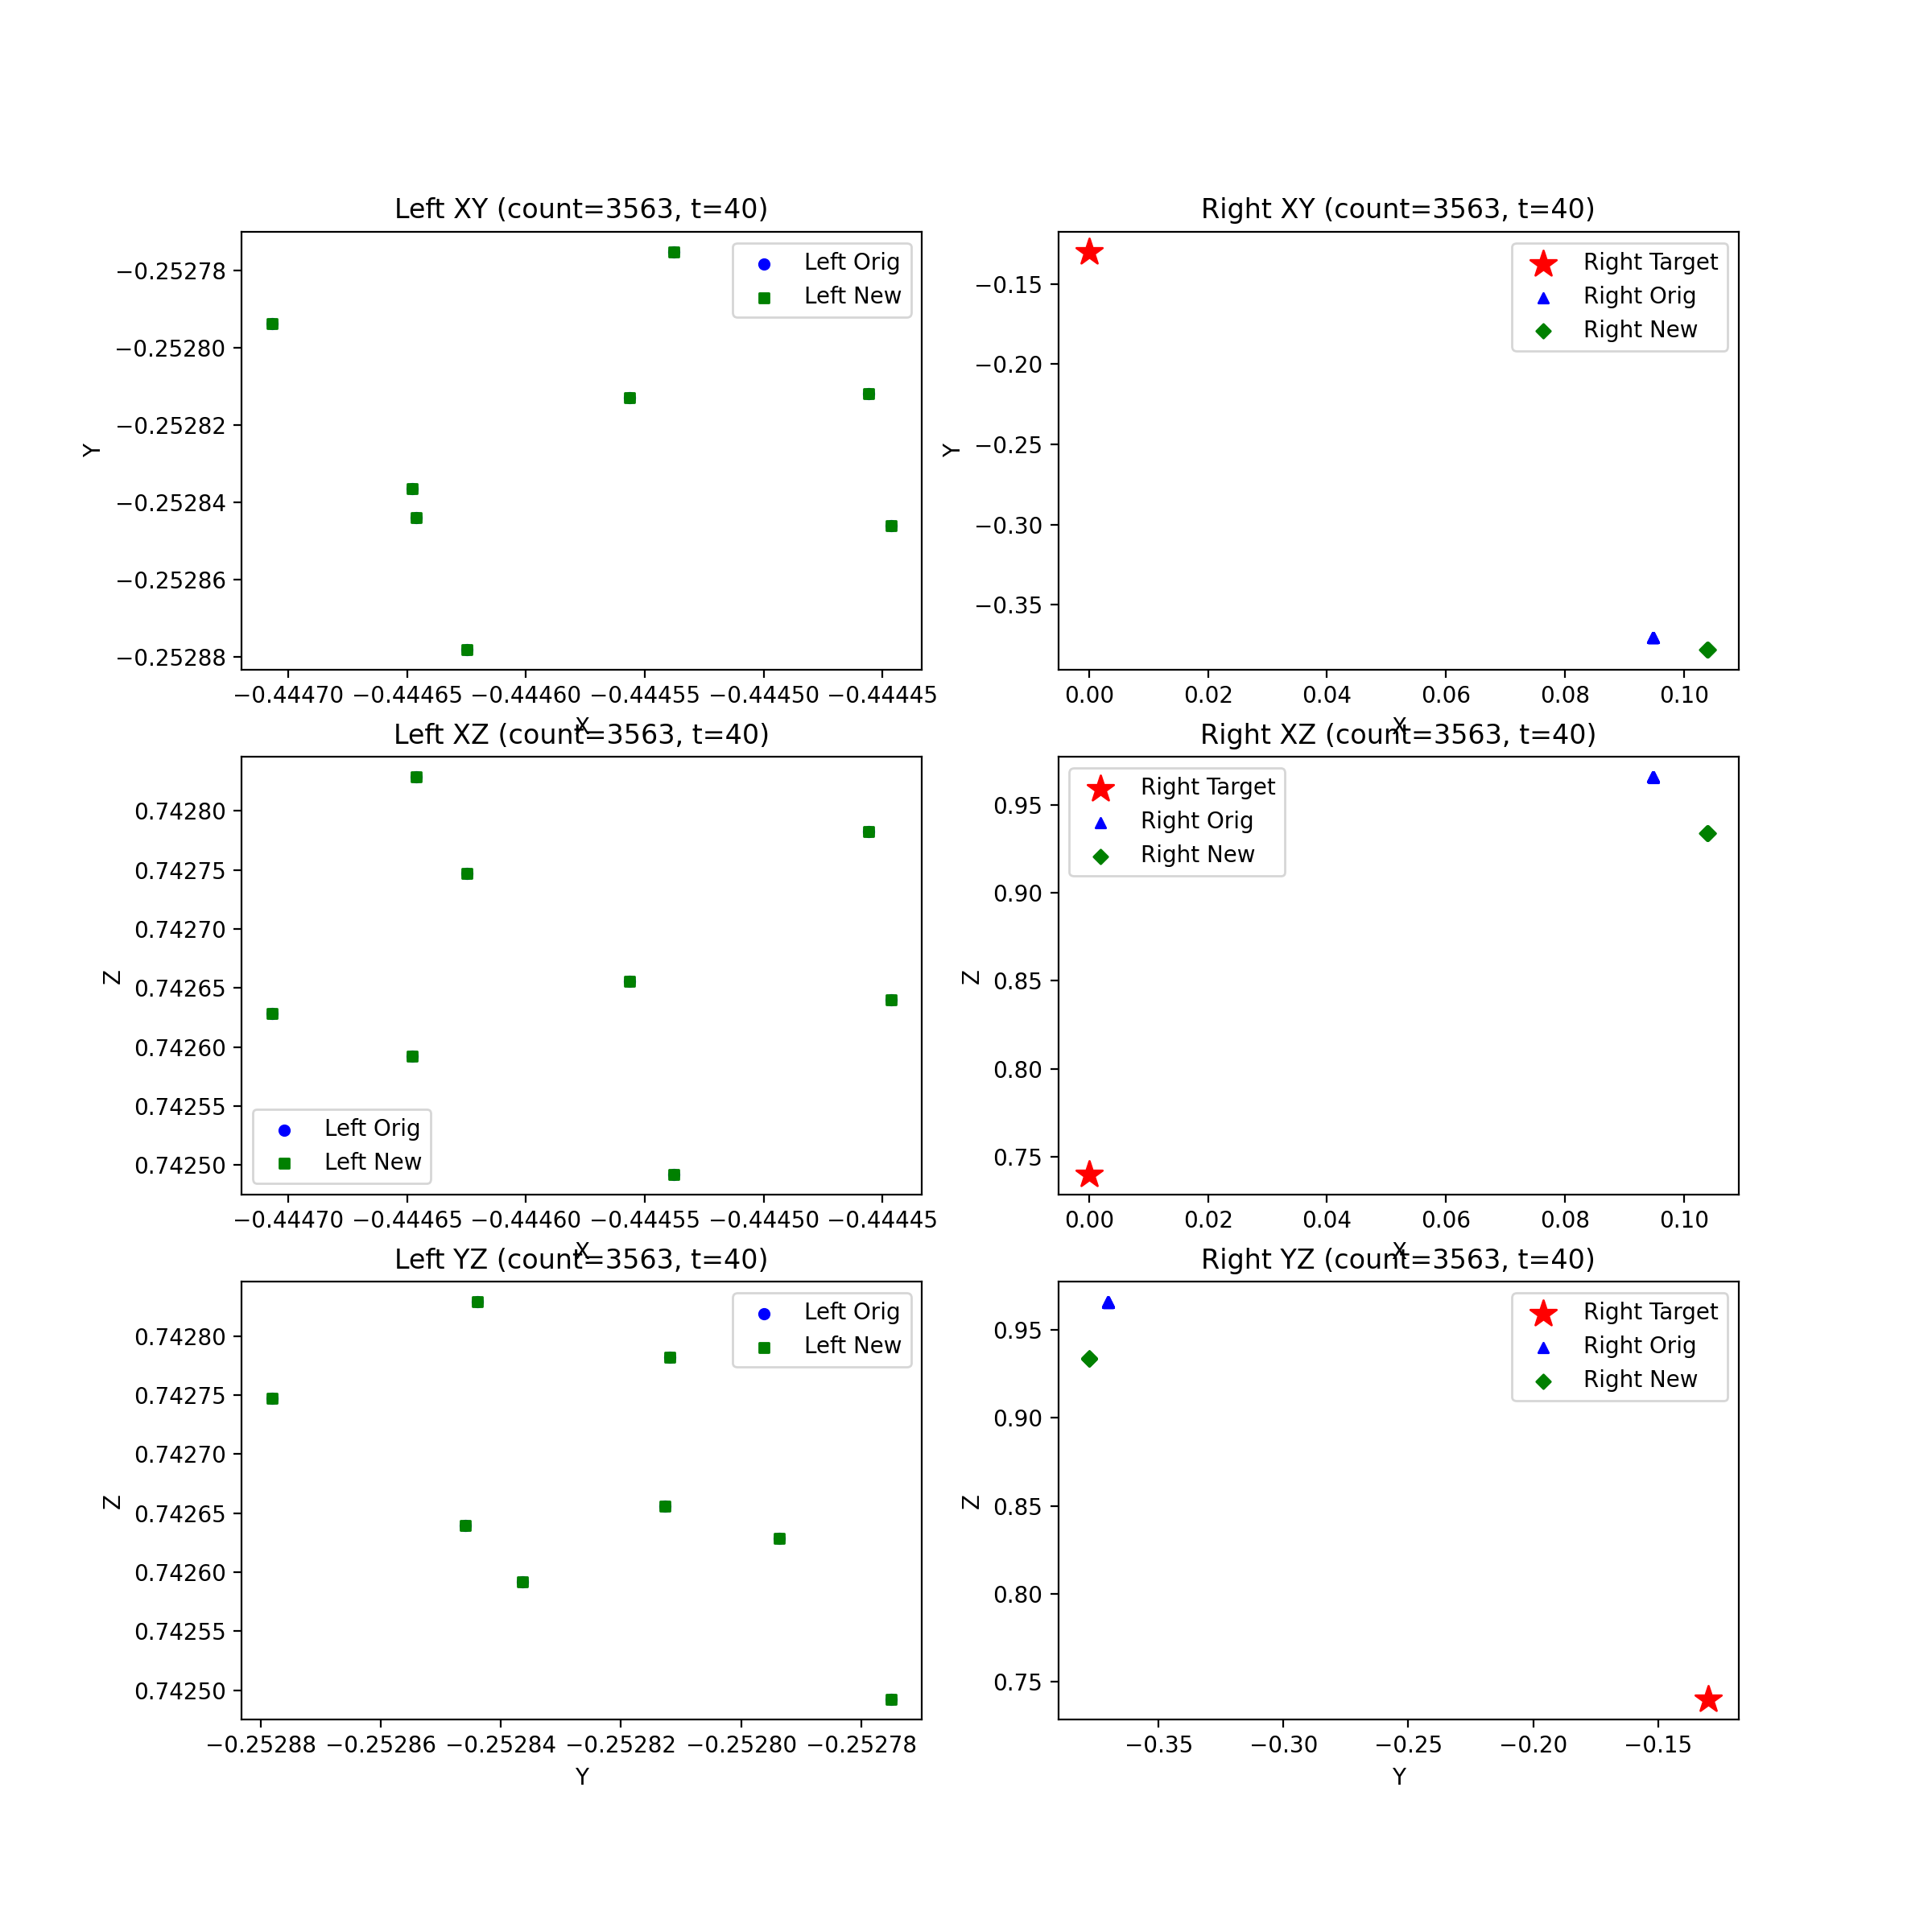 Left XY (count=3563, t=40)
Left Orig
Left New
−0.25278
−0.25280
−0.25282
−0.25284
−0.25286
−0.25288
Y
−0.44470
−0.44465
−0.44460
−0.44455
−0.44450
−0.44445
X
Right XY (count=3563, t=40)
Right Target
Right Orig
Right New
−0.15
−0.20
−0.25
−0.30
−0.35
Y
0.00
0.02
0.04
0.06
0.08
0.10
X
Left XZ (count=3563, t=40)
0.74280
0.74275
0.74270
0.74265
0.74260
0.74255
0.74250
Z
Left Orig
Left New
−0.44470
−0.44465
−0.44460
−0.44455
−0.44450
−0.44445
X
Right XZ (count=3563, t=40)
Right Target
Right Orig
Right New
0.95
0.90
0.85
0.80
0.75
Z
0.00
0.02
0.04
0.06
0.08
0.10
X
Left YZ (count=3563, t=40)
Left Orig
Left New
0.74280
0.74275
0.74270
0.74265
0.74260
0.74255
0.74250
Z
−0.25288
−0.25286
−0.25284
−0.25282
−0.25280
−0.25278
Y
Right YZ (count=3563, t=40)
Right Target
Right Orig
Right New
0.95
0.90
0.85
0.80
0.75
Z
−0.35
−0.30
−0.25
−0.20
−0.15
Y